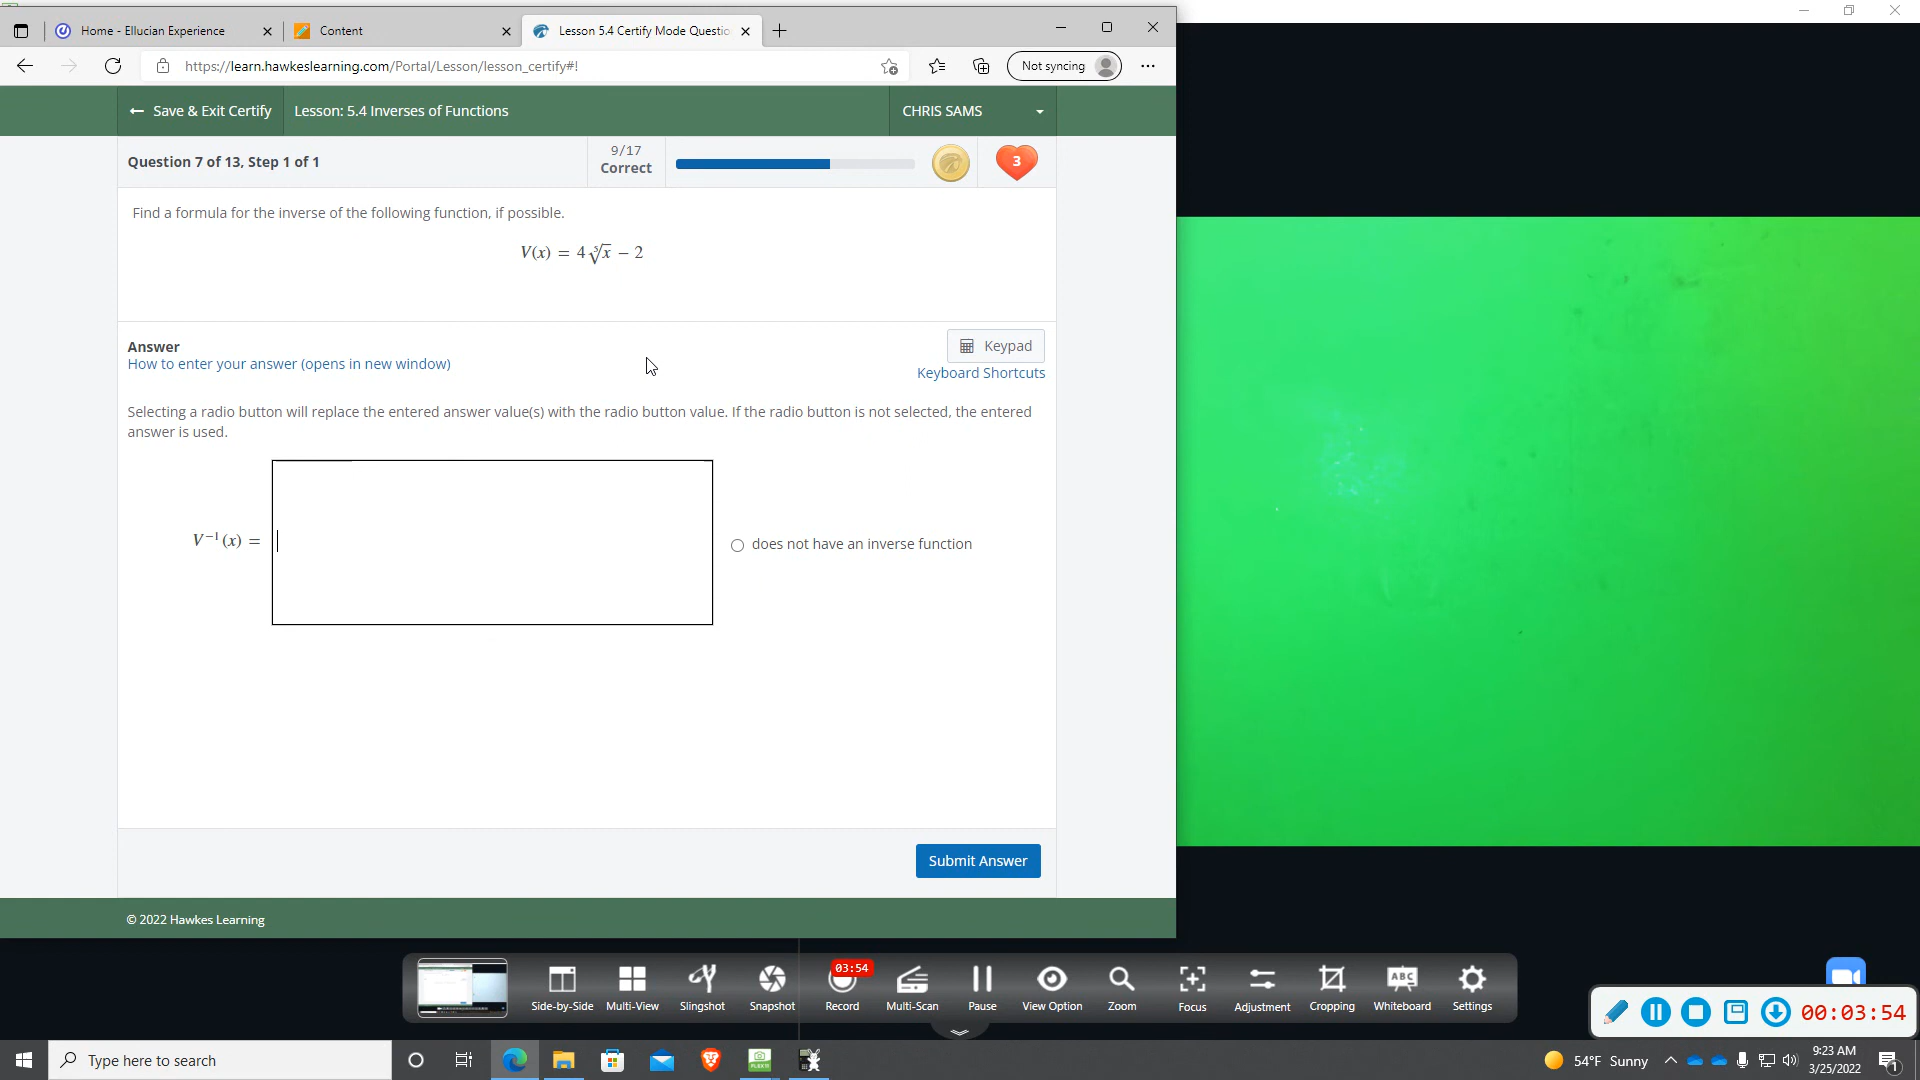 Home - Ellucian Experience
Content
Lesson 5.4 Certify Mode Questio
https://learn.hawkeslearning.com/Portal/Lesson/lesson_certify#!
Not syncing
← Save & Exit Certify
Lesson: 5.4 Inverses of Functions
CHRIS SAMS
Question 7 of 13, Step 1 of 1
9/17
Correct
3
Find a formula for the inverse of the following function, if possible.
V(x) = 4⁵√x − 2
Answer
How to enter your answer (opens in new window)
Keypad
Keyboard Shortcuts
Selecting a radio button will replace the entered answer value(s) with the radio button value. If the radio button is not selected, the entered
answer is used.
V⁻¹(x) =
does not have an inverse function
Submit Answer
© 2022 Hawkes Learning
03:54
Side-by-Side
Multi-View
Slingshot
Snapshot
Record
Multi-Scan
Pause
View Option
Zoom
Focus
Adjustment
Cropping
ABC
Whiteboard
Settings
00:03:54
Type here to search
54°F Sunny
9:23 AM
3/25/2022
1